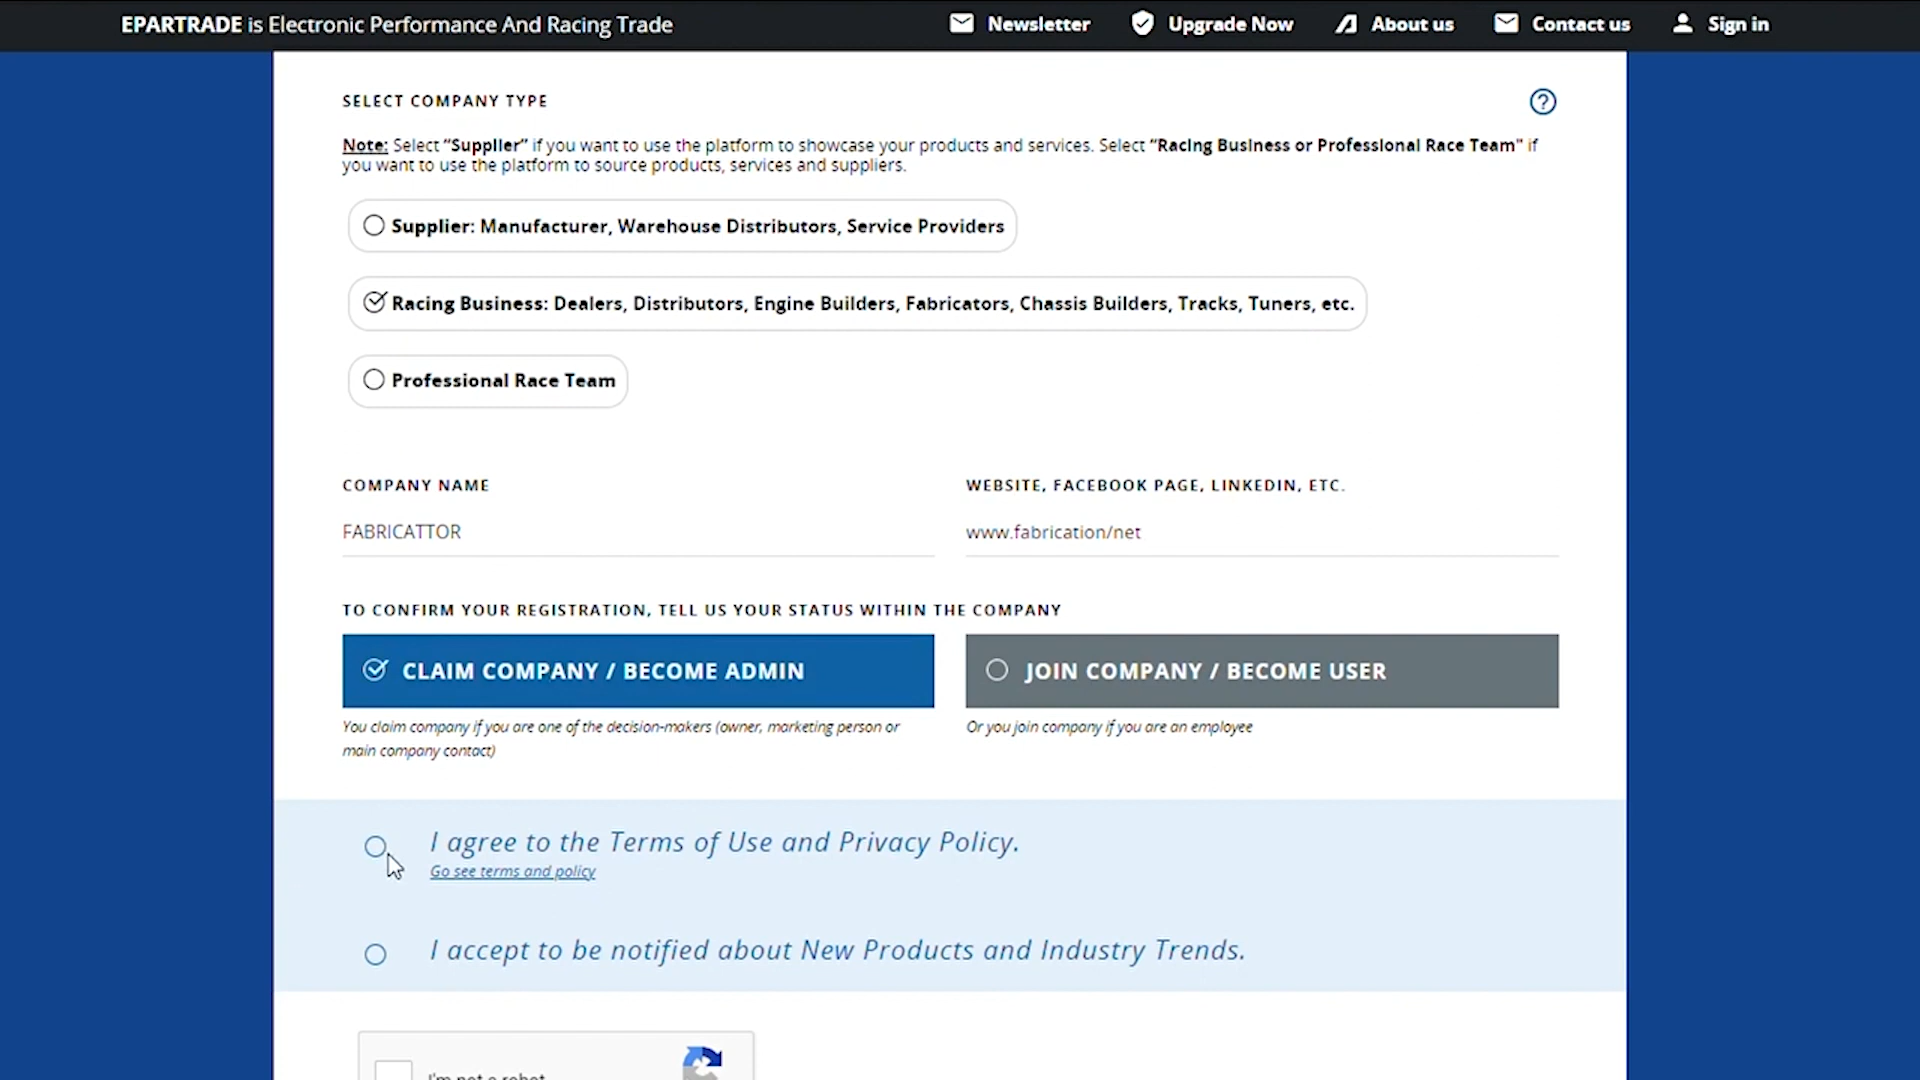 EPARTRADE is Electronic Performance And Racing Trade
Newsletter
Upgrade Now
About us
Contact us
Sign in
SELECT COMPANY TYPE
Note: Select “Supplier” if you want to use the platform to showcase your products and services. Select “Racing Business or Professional Race Team" if
you want to use the platform to source products, services and suppliers.
Supplier: Manufacturer, Warehouse Distributors, Service Providers
Racing Business: Dealers, Distributors, Engine Builders, Fabricators, Chassis Builders, Tracks, Tuners, etc.
Professional Race Team
COMPANY NAME
WEBSITE, FACEBOOK PAGE, LINKEDIN, ETC.
FABRICATTOR
www.fabrication/net
TO CONFIRM YOUR REGISTRATION, TELL US YOUR STATUS WITHIN THE COMPANY
CLAIM COMPANY / BECOME ADMIN
JOIN COMPANY / BECOME USER
You claim company if you are one of the decision-makers (owner, marketing person or
main company contact)
Or you join company if you are an employee
I agree to the Terms of Use and Privacy Policy.
Go see terms and policy
I accept to be notified about New Products and Industry Trends.
I'm not a robot